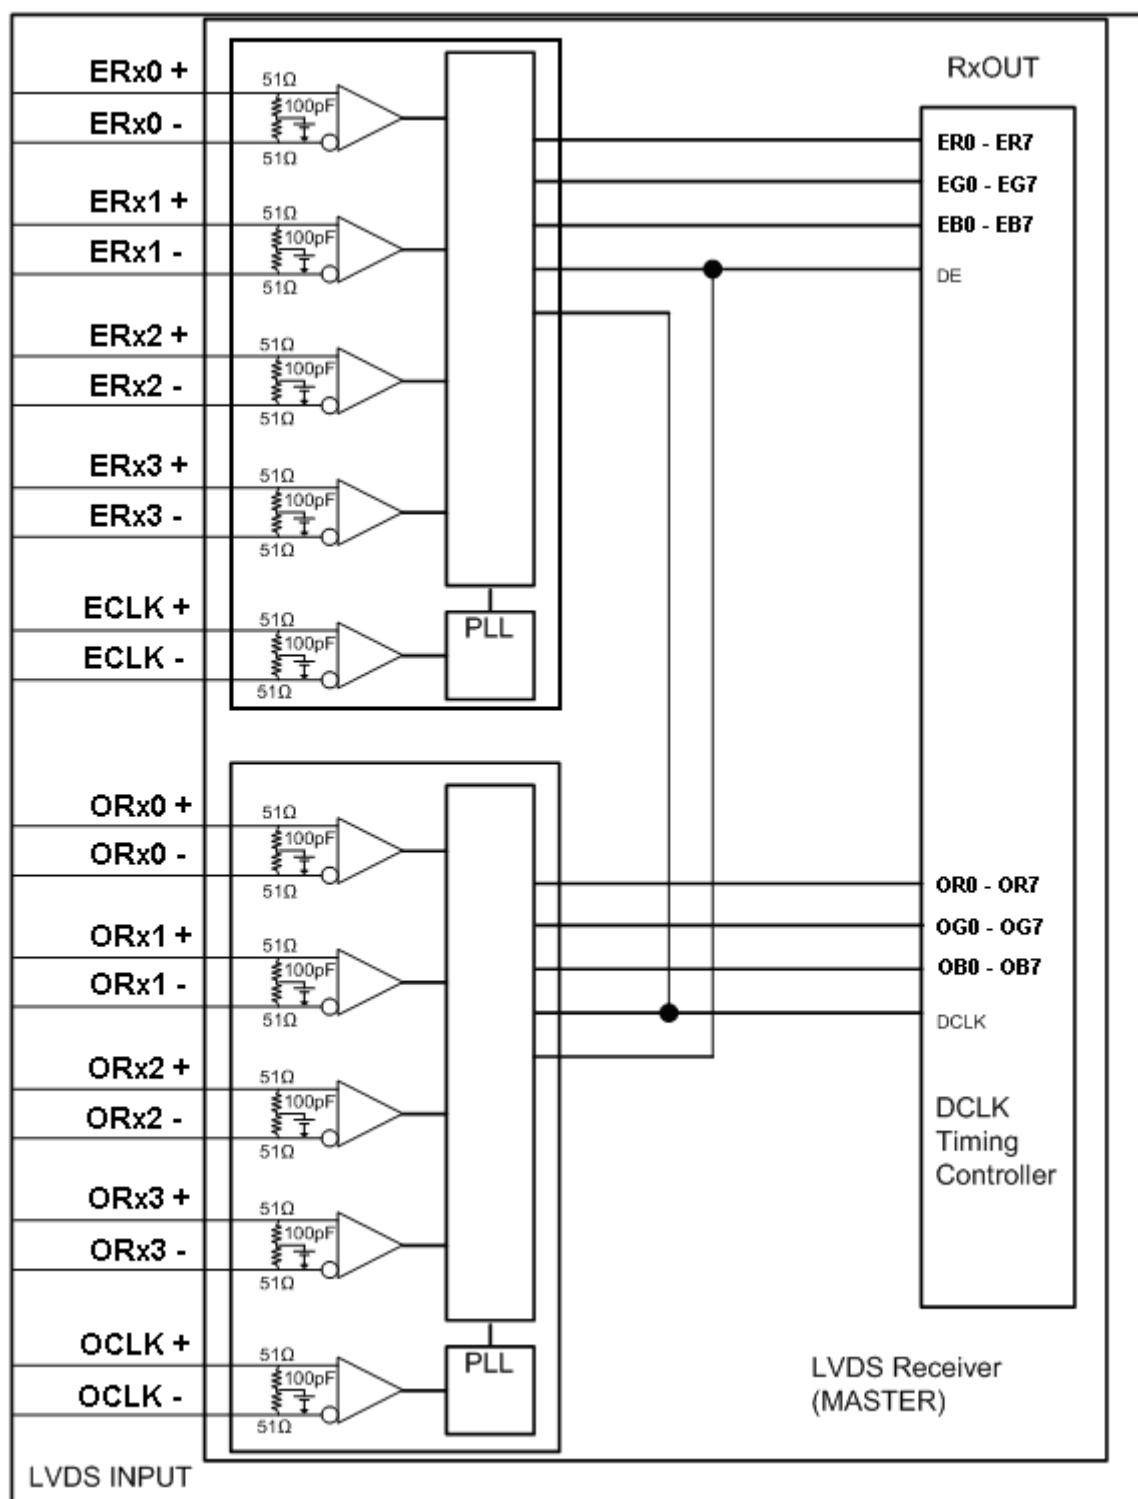 RxOUT
ERx0 +
51Ω
100pF
ERx0 -
51Ω
ER0 - ER7
EG0 - EG7
ERx1 +
51Ω
EB0 - EB7
100pF
ERx1 -
51Ω
DE
ERx2 +
51Ω
100pF
ERx2 -
51Ω
ERx3 +
51Ω
100pF
ERx3 -
51Ω
ECLK +
51Ω
PLL
100pF
ECLK -
51Ω
ORx0 +
51Ω
100pF
ORx0 -
51Ω
OR0 - OR7
ORx1 +
51Ω
OG0 - OG7
100pF
OB0 - OB7
ORx1 -
51Ω
DCLK
ORx2 +
51Ω
100pF
ORx2 -
51Ω
DCLK
Timing
Controller
ORx3 +
51Ω
100pF
ORx3 -
51Ω
OCLK +
51Ω
PLL
100pF
OCLK -
51Ω
LVDS Receiver
(MASTER)
LVDS INPUT